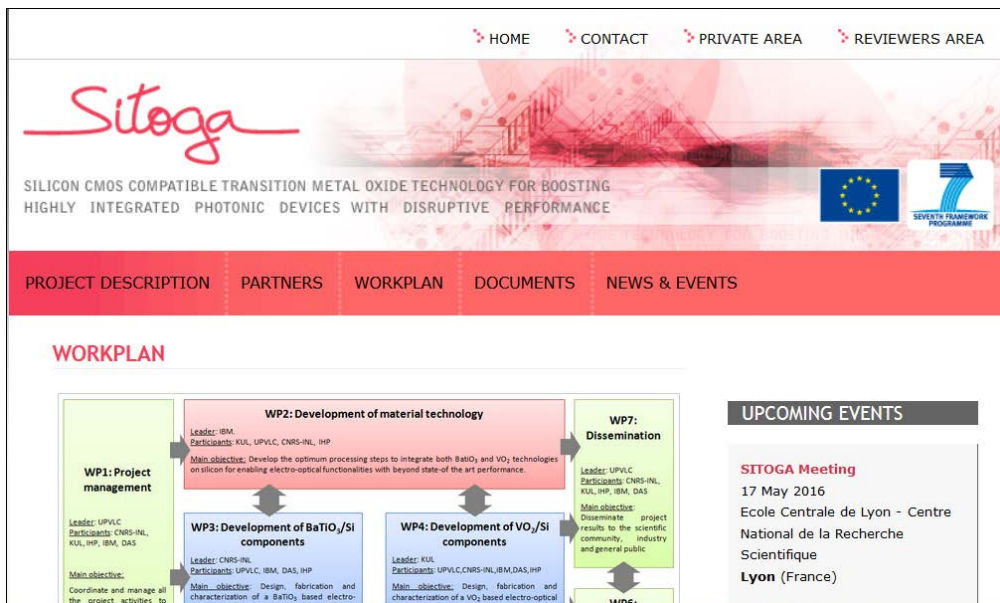 HOME CONTACT PRIVATE AREA REVIEWERS AREA
Sitoga
SILICON CMOS COMPATIBLE TRANSITION METAL OXIDE TECHNOLOGY FOR BOOSTING
HIGHLY INTEGRATED PHOTONIC DEVICES WITH DISRUPTIVE PERFORMANCE
7
SEVENTH FRAMEWORK
PROGRAMME
PROJECT DESCRIPTION PARTNERS WORKPLAN DOCUMENTS NEWS & EVENTS
WORKPLAN
WP1: Project
management
Leader: UPVLC
Participants: CNRS-INL,
KUL, IHP, IBM, DAS
Main objective:
Coordinate and manage all
the project activities to
WP2: Development of material technology
Leader: IBM.
Participants: KUL, UPVLC, CNRS-INL, IHP
Main objective: Develop the optimum processing steps to integrate both BaTiO₃ and VO₂ technologies
on silicon for enabling electro-optical functionalities with beyond state-of the art performance.
WP3: Development of BaTiO₃/Si
components
Leader: CNRS-INL
Participants: UPVLC, IBM, DAS, IHP
Main objective: Design, fabrication and
characterization of a BaTiO₃ based electro-
WP4: Development of VO₂/Si
components
Leader: KUL
Participants: UPVLC,CNRS-INL,IBM,DAS,IHP
Main objective: Design, fabrication and
characterization of a VO₂ based electro-optical
WP7:
Dissemination
Leader: UPVLC
Participants: CNRS-INL,
KUL, IHP, IBM, DAS
Main objective:
Disseminate project
results to the scientific
community, industry
and general public
WP6:
UPCOMING EVENTS
SITOGA Meeting
17 May 2016
Ecole Centrale de Lyon - Centre
National de la Recherche
Scientifique
Lyon (France)